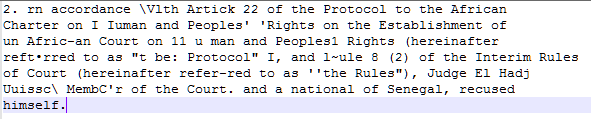 2. rn accordance \Vlth Artick 22 of the Protocol to the African
Charter on I Iuman and Peoples' 'Rights on the Establishment of
un Afric-an Court on 11 u man and Peoples1 Rights (hereinafter
reft•rred to as "t be: Protocol" I, and l~ule 8 (2) of the Interim Rules
of Court (hereinafter refer-red to as ''the Rules"), Judge El Hadj
Uuissc\ MembC'r of the Court. and a national of Senegal, recused
himself.